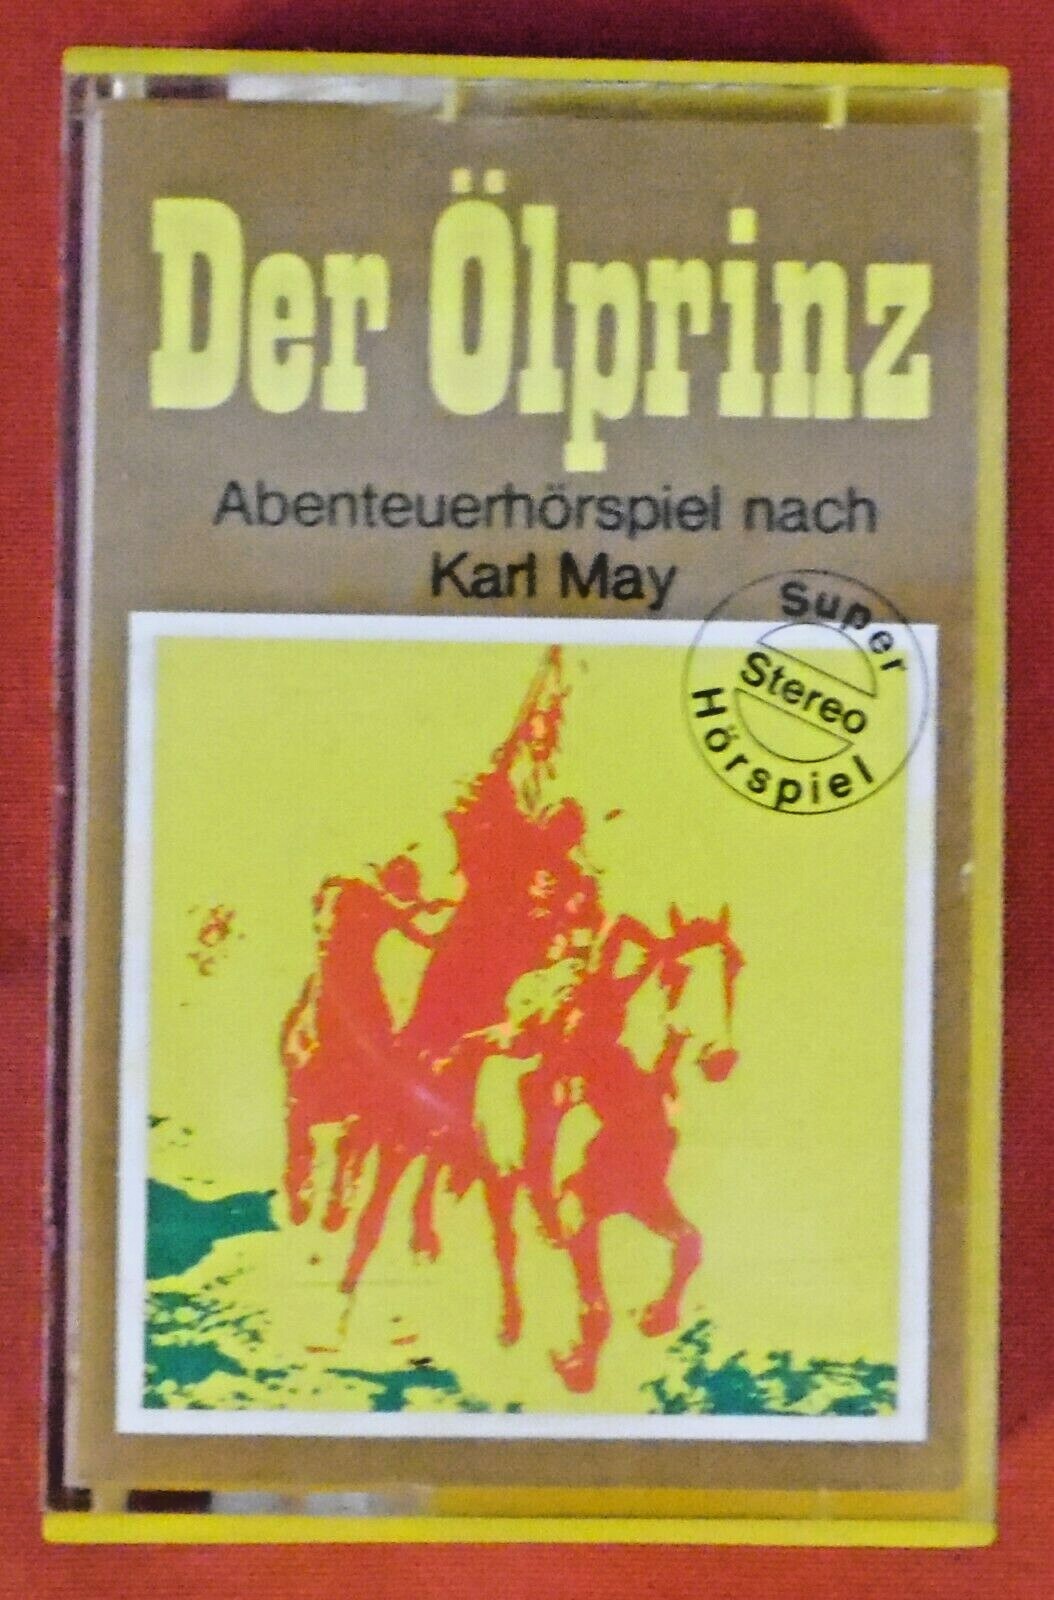 Der Ölprinz
Abenteuerhörspiel nach
Karl May
Super
Stereo
Hörspiel